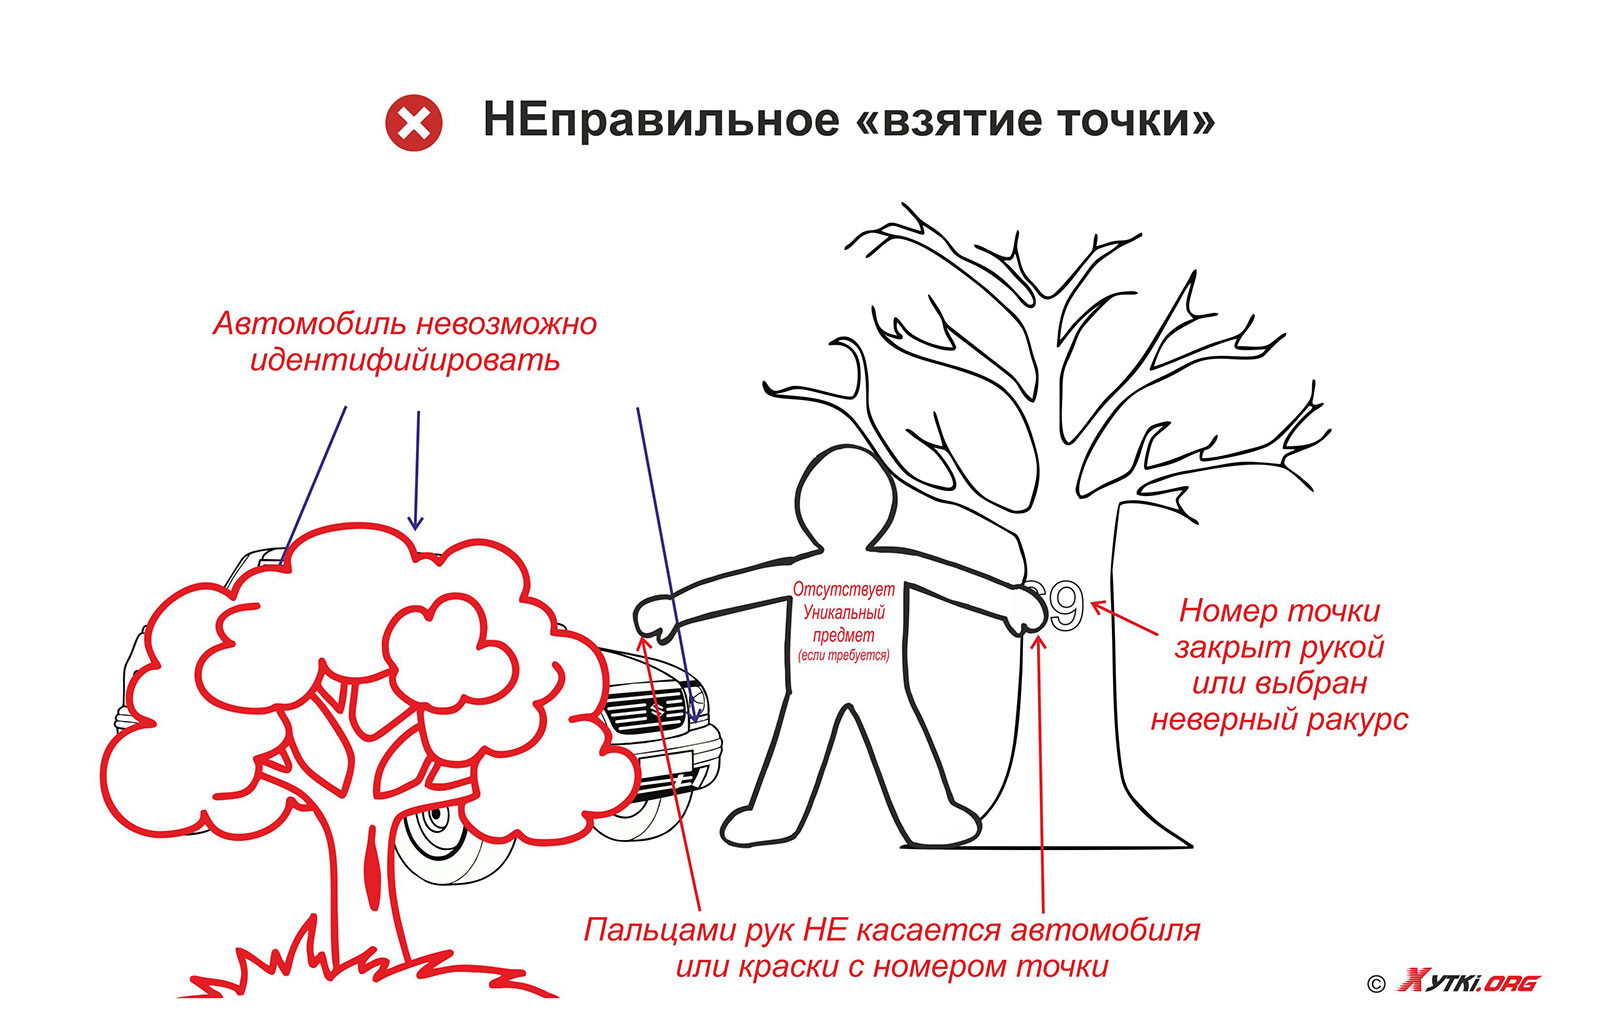 НЕправильное «взятие точки»
Автомобиль невозможно
идентифийировать
Отсутствует
Уникальный
предмет
(если требуется)
69
Номер точки
закрыт рукой
или выбран
неверный ракурс
Пальцами рук НЕ касается автомобиля
или краски с номером точки
© ХУТКi.ORG